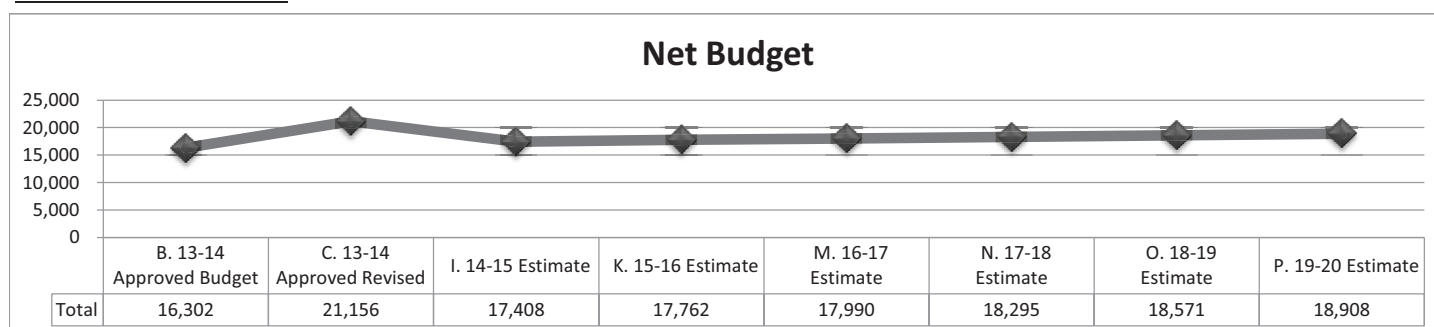 Net Budget
25,000
20,000
15,000
10,000
5,000
0
B. 13-14 Approved Budget
C. 13-14 Approved Revised
I. 14-15 Estimate
K. 15-16 Estimate
M. 16-17 Estimate
N. 17-18 Estimate
O. 18-19 Estimate
P. 19-20 Estimate
Total 16,302 21,156 17,408 17,762 17,990 18,295 18,571 18,908